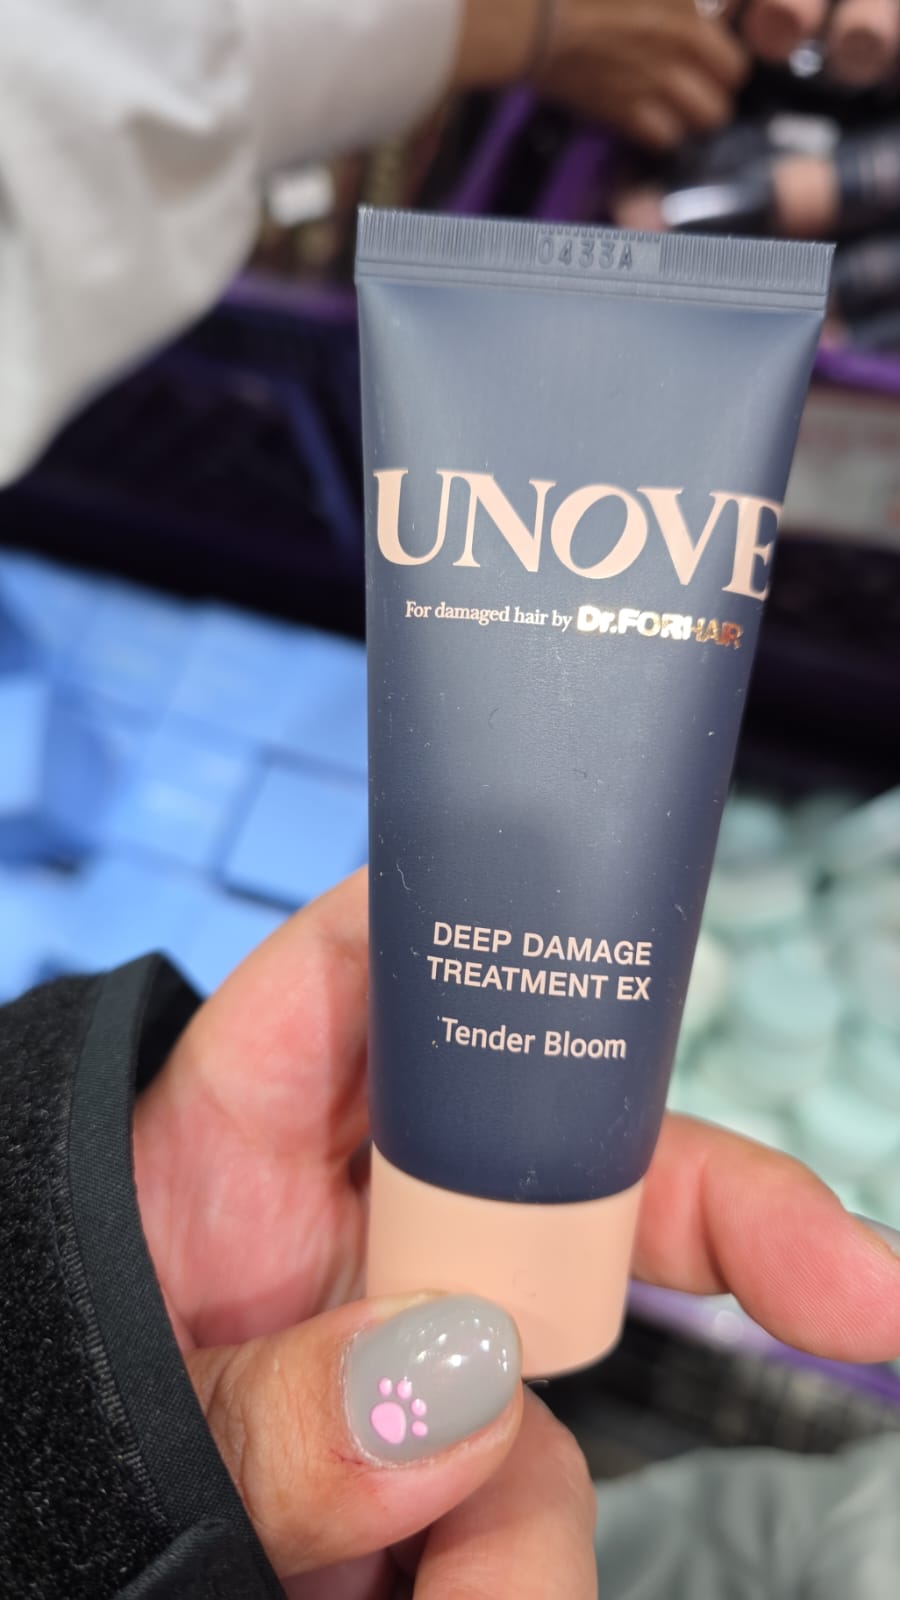 0433A
UNOVE
For damaged hair by Dr.FORHAIR
DEEP DAMAGE
TREATMENT EX
Tender Bloom